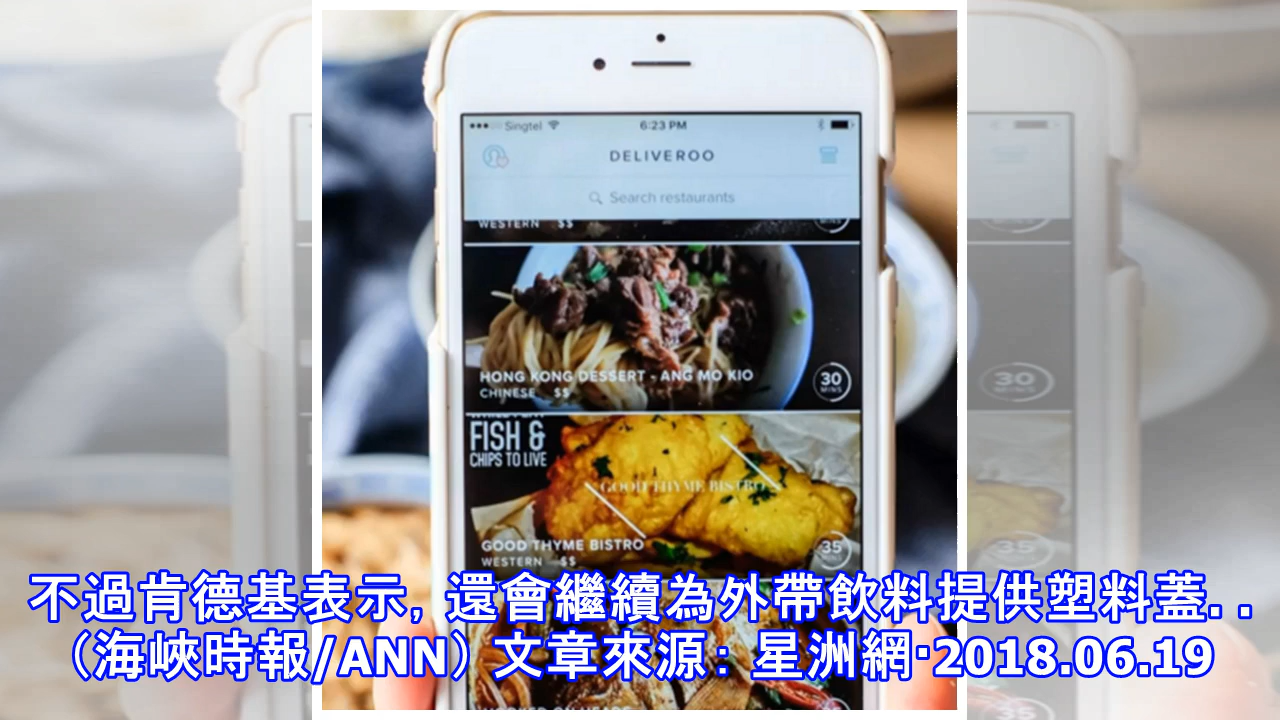 Singtel
6:23 PM
DELIVEROO
Search restaurants
WESTERN $$
MINS
HONG KONG DESSERT - ANG MO KIO
CHINESE $$
30
MINS
FISH &
CHIPS TO LIVE
GOOD THYME BISTRO
GOOD THYME BISTRO
WESTERN $$
35
MINS
不過肯德基表示, 還會繼續為外帶飲料提供塑料蓋. .
(海峽時報/ANN) 文章來源: 星洲網·2018.06.19